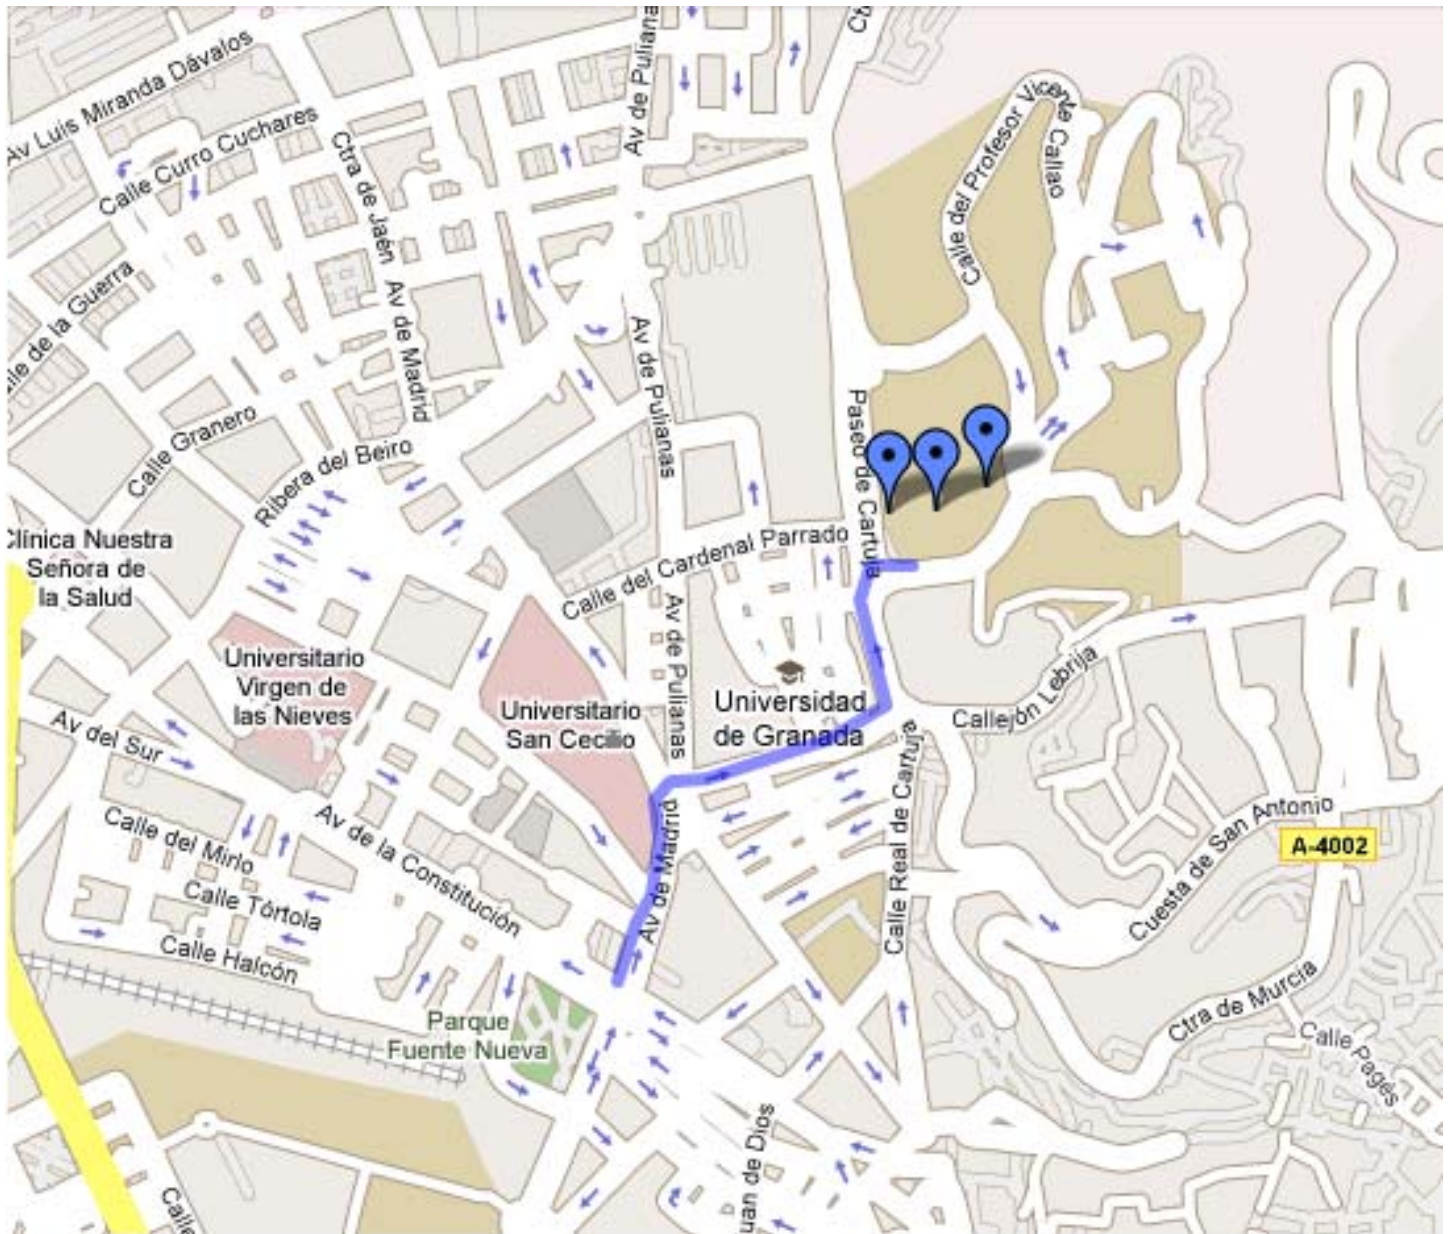 Av Luis Miranda Dávalos
Calle Curro Cuchares
Ctra de Jaén
Av de Madrid
Av de Puliana
de la Guerra
Calle Granero
Ribera del Beiro
Av de Pulianas
Calle del Profesor Vicente Callao
Paseo de Cartuja
Clínica Nuestra
Señora de
la Salud
Calle del Cardenal Parrado
Av de Pulianas
Universitario
Virgen de
las Nieves
Universitario
San Cecilio
Universidad
de Granada
Callejón Lebrija
Av del Sur
Calle del Mirlo
Calle Tórtola
Calle Halcón
Av de la Constitución
Av de Madrid
Calle Real de Cartuja
Cuesta de San Antonio
A-4002
Ctra de Murcia
Calle Pagés
Parque
Fuente Nueva
uan de Dios
Calle